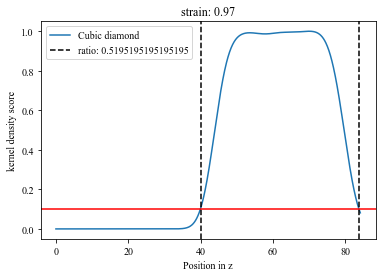 strain: 0.97
Cubic diamond
ratio: 0.5195195195195195
kernel density score
1.0
0.8
0.6
0.4
0.2
0.0
0 20 40 60 80
Position in z